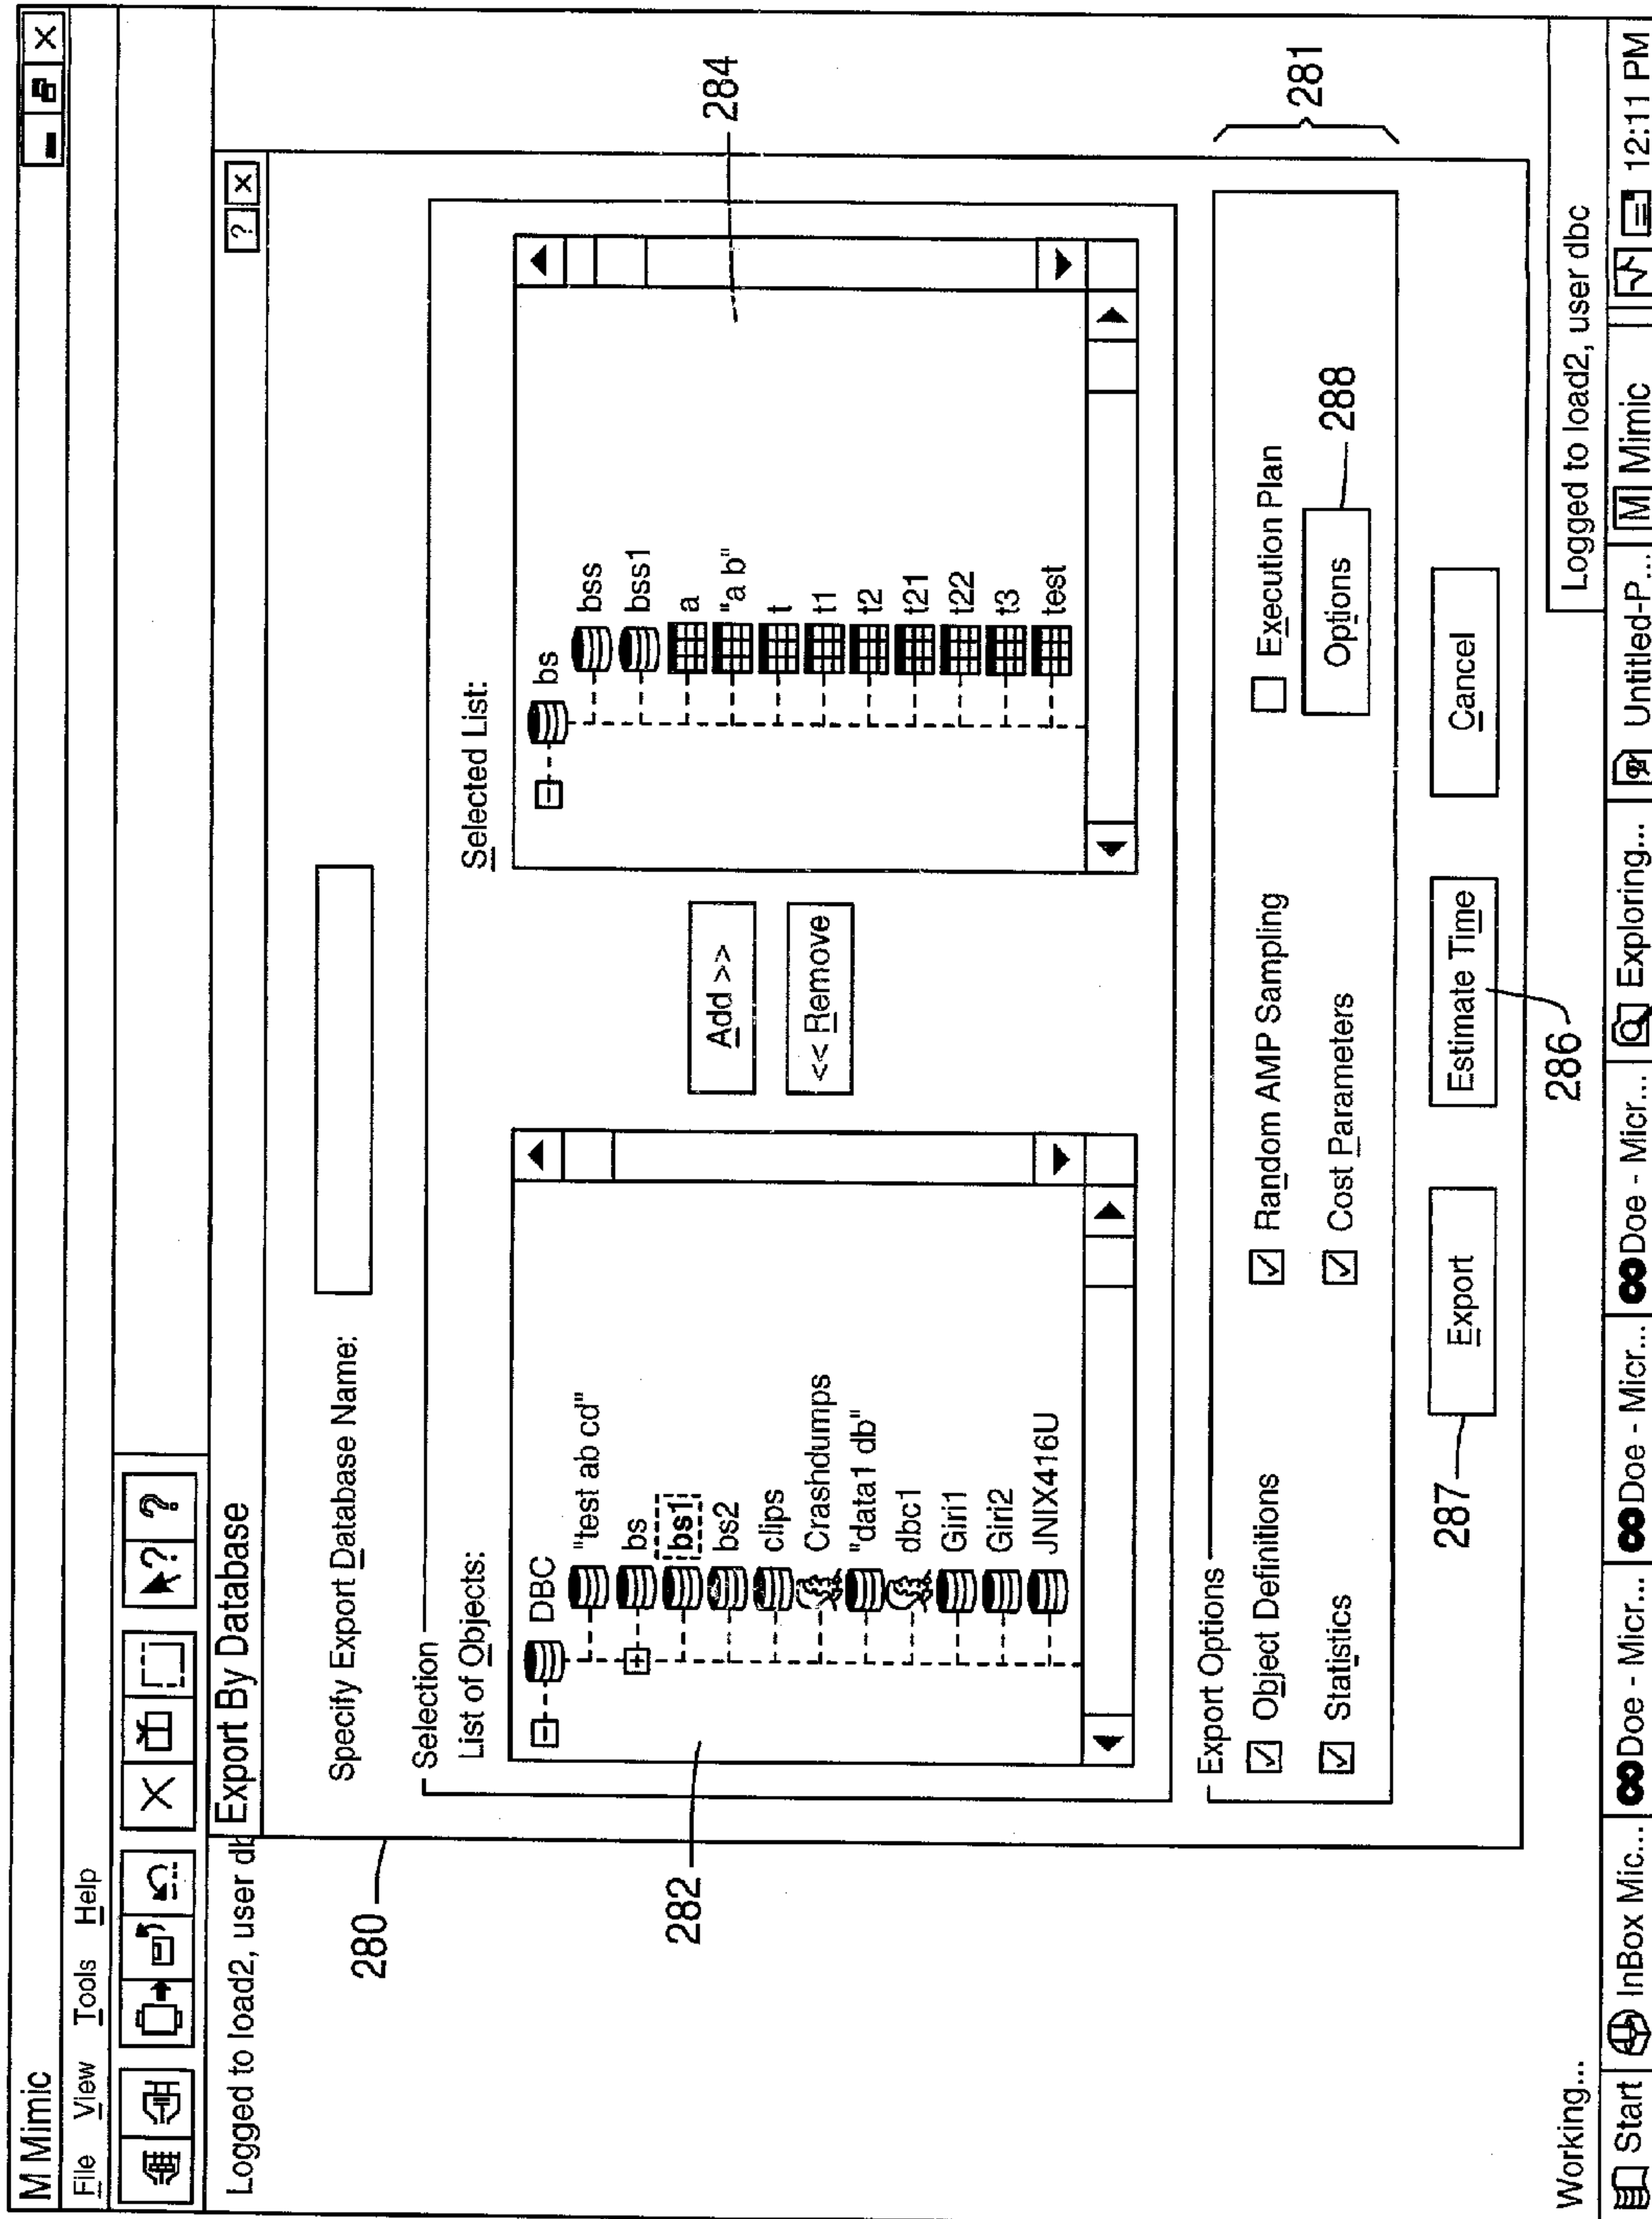 M Mimic
File View Tools Help
Logged to load2, user db
Export By Database
? ×
280
Specify Export Database Name:
Selection
List of Objects:
DBC
"test ab cd"
bs
bs1
bs2
clips
Crashdumps
"data1 db"
dbc1
Giri1
Giri2
JNIX416U
282
Add >>
<< Remove
Selected List:
bs
bss
bss1
a
"a b"
t
t1
t2
t21
t22
t3
test
284
Export Options
Object Definitions
Random AMP Sampling
Execution Plan
Statistics
Cost Parameters
Options
288
281
Export
Estimate Time
Cancel
287
286
Working...
Logged to load2, user dbc
Start InBox Mic... Doe - Micr... Doe - Micr... Doe - Micr... Exploring... Untitled-P... M Mimic 12:11 PM